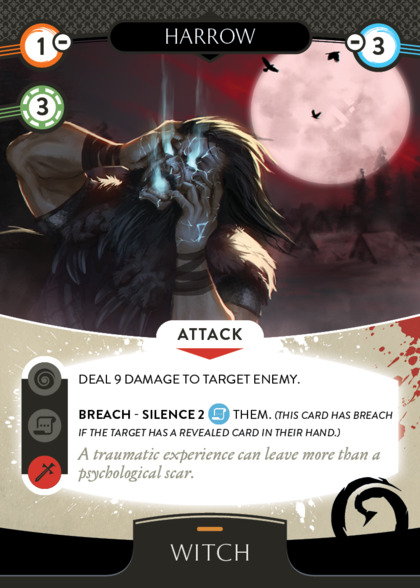 HARROW
1 -
- 3
3
ATTACK
DEAL 9 DAMAGE TO TARGET ENEMY.
BREACH - SILENCE 2 THEM. (THIS CARD HAS BREACH
IF THE TARGET HAS A REVEALED CARD IN THEIR HAND.)
A traumatic experience can leave more than a
psychological scar.
WITCH